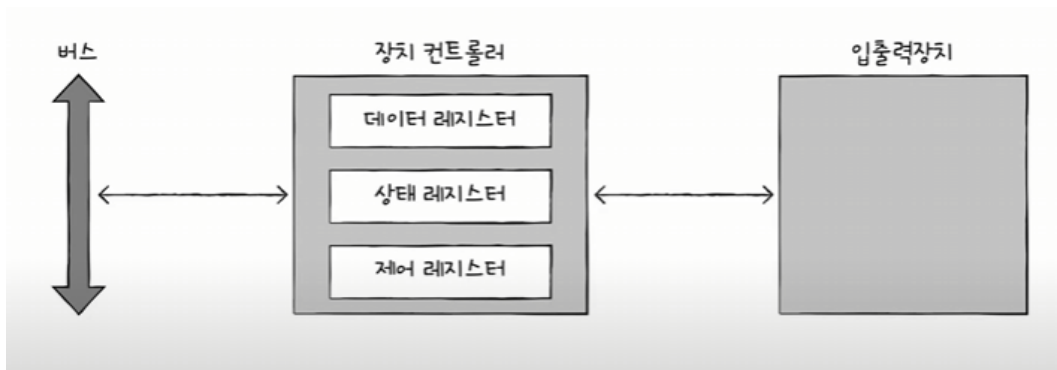 버스
장치 컨트롤러
입출력장치
데이터 레지스터
상태 레지스터
제어 레지스터